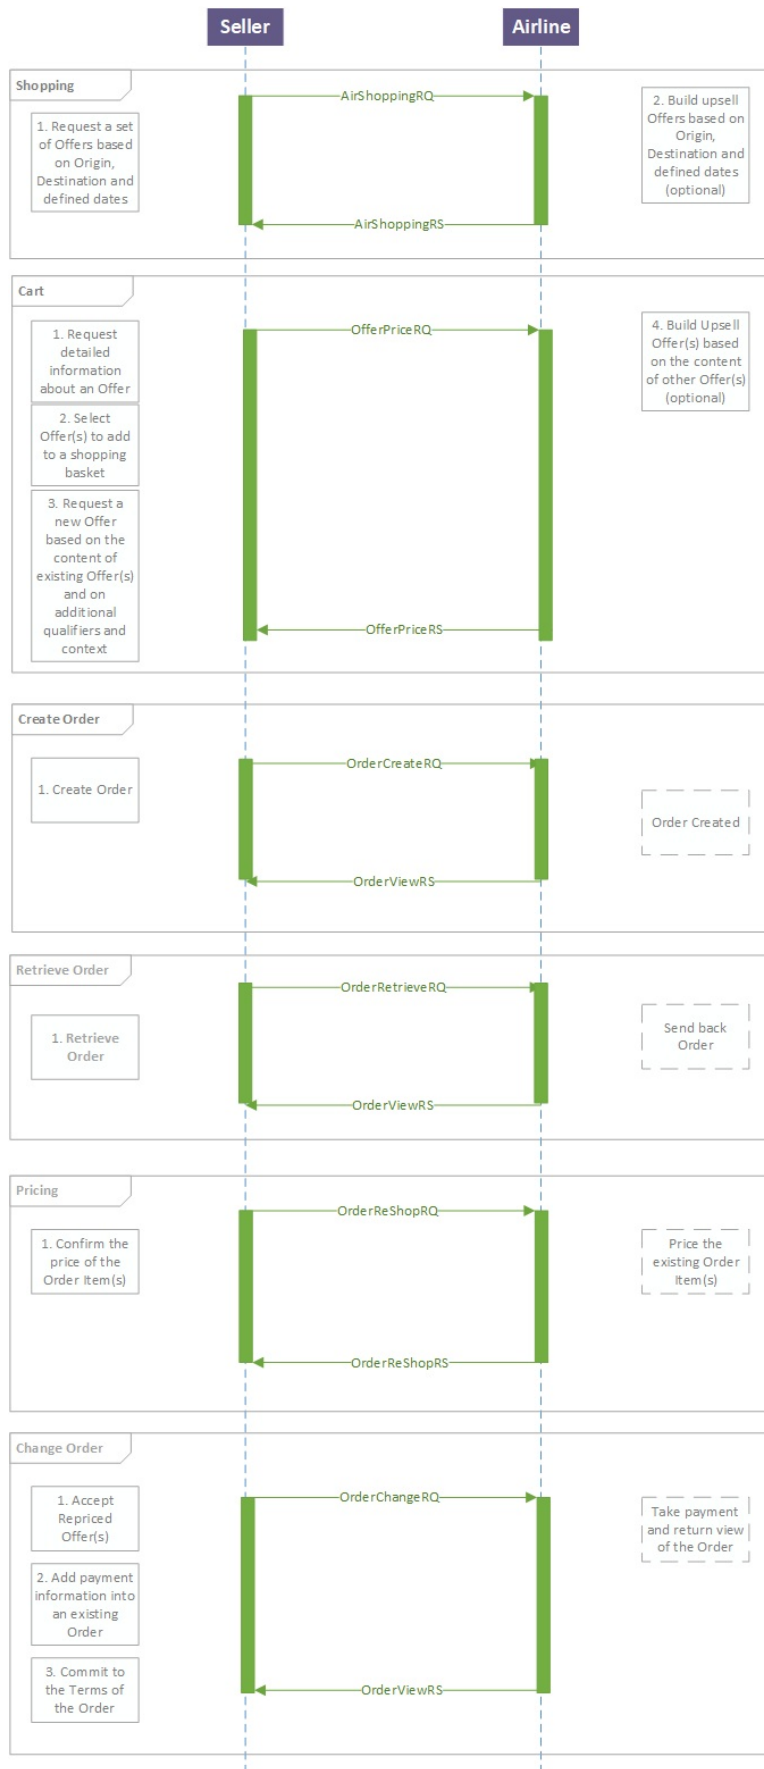 Seller
Airline
Shopping
AirShoppingRQ
1. Request a set
of Offers based
on Origin,
Destination and
defined dates
2. Build upsell
Offers based on
Origin,
Destination and
defined dates
(optional)
AirShoppingRS
Cart
OfferPriceRQ
1. Request
detailed
information
about an Offer
2. Select
Offer(s) to add
to a shopping
basket
3. Request a
new Offer
based on the
content of
existing Offer(s)
and on
additional
qualifiers and
context
4. Build Upsell
Offer(s) based
on the content
of other Offer(s)
(optional)
OfferPriceRS
Create Order
OrderCreateRQ
1. Create Order
Order Created
OrderViewRS
Retrieve Order
OrderRetrieveRQ
1. Retrieve
Order
Send back
Order
OrderViewRS
Pricing
OrderReShopRQ
1. Confirm the
price of the
Order Item(s)
Price the
existing Order
Item(s)
OrderReShopRS
Change Order
OrderChangeRQ
1. Accept
Repriced
Offer(s)
2. Add payment
information into
an existing
Order
3. Commit to
the Terms of
the Order
Take payment
and return view
of the Order
OrderViewRS